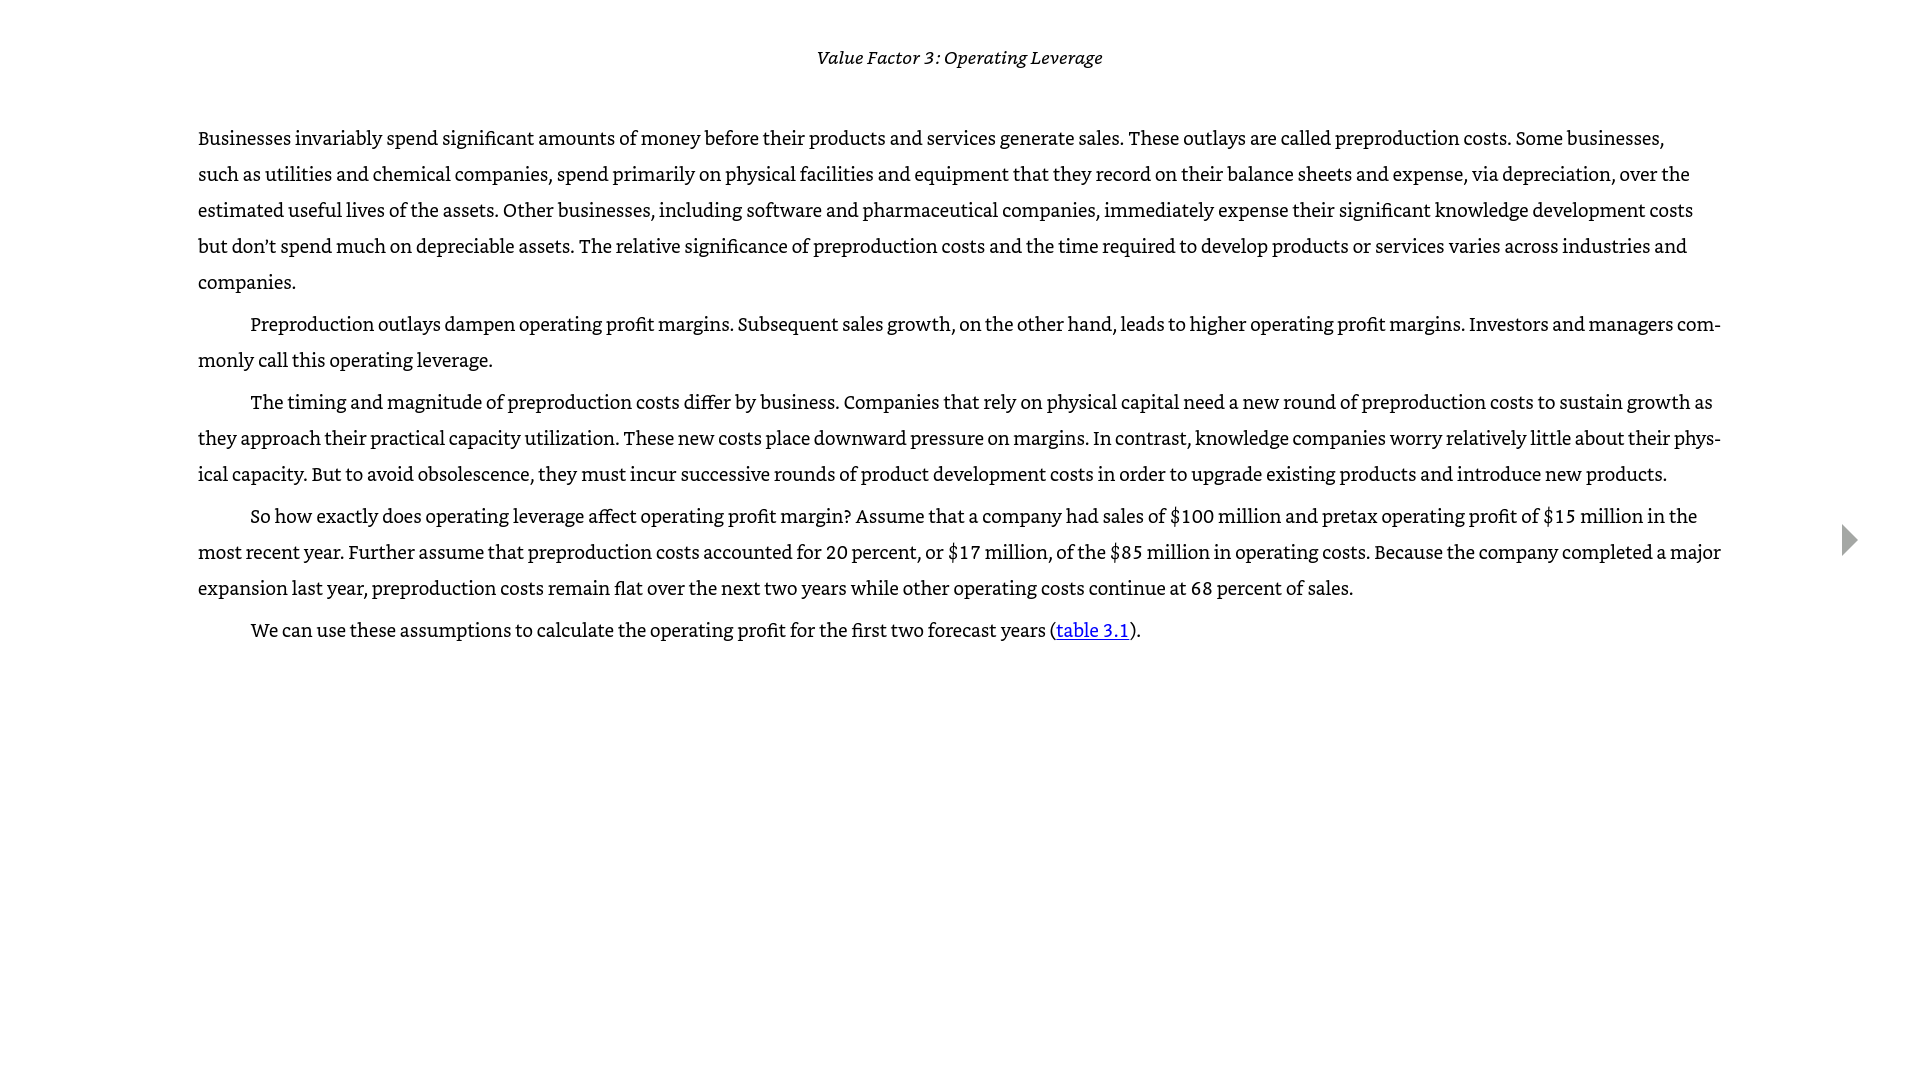 Value Factor 3: Operating Leverage
Businesses invariably spend significant amounts of money before their products and services generate sales. These outlays are called preproduction costs. Some businesses,
such as utilities and chemical companies, spend primarily on physical facilities and equipment that they record on their balance sheets and expense, via depreciation, over the
estimated useful lives of the assets. Other businesses, including software and pharmaceutical companies, immediately expense their significant knowledge development costs
but don’t spend much on depreciable assets. The relative significance of preproduction costs and the time required to develop products or services varies across industries and
companies.
Preproduction outlays dampen operating profit margins. Subsequent sales growth, on the other hand, leads to higher operating profit margins. Investors and managers com-
monly call this operating leverage.
The timing and magnitude of preproduction costs differ by business. Companies that rely on physical capital need a new round of preproduction costs to sustain growth as
they approach their practical capacity utilization. These new costs place downward pressure on margins. In contrast, knowledge companies worry relatively little about their phys-
ical capacity. But to avoid obsolescence, they must incur successive rounds of product development costs in order to upgrade existing products and introduce new products.
So how exactly does operating leverage affect operating profit margin? Assume that a company had sales of $100 million and pretax operating profit of $15 million in the
most recent year. Further assume that preproduction costs accounted for 20 percent, or $17 million, of the $85 million in operating costs. Because the company completed a major
expansion last year, preproduction costs remain flat over the next two years while other operating costs continue at 68 percent of sales.
We can use these assumptions to calculate the operating profit for the first two forecast years (table 3.1).